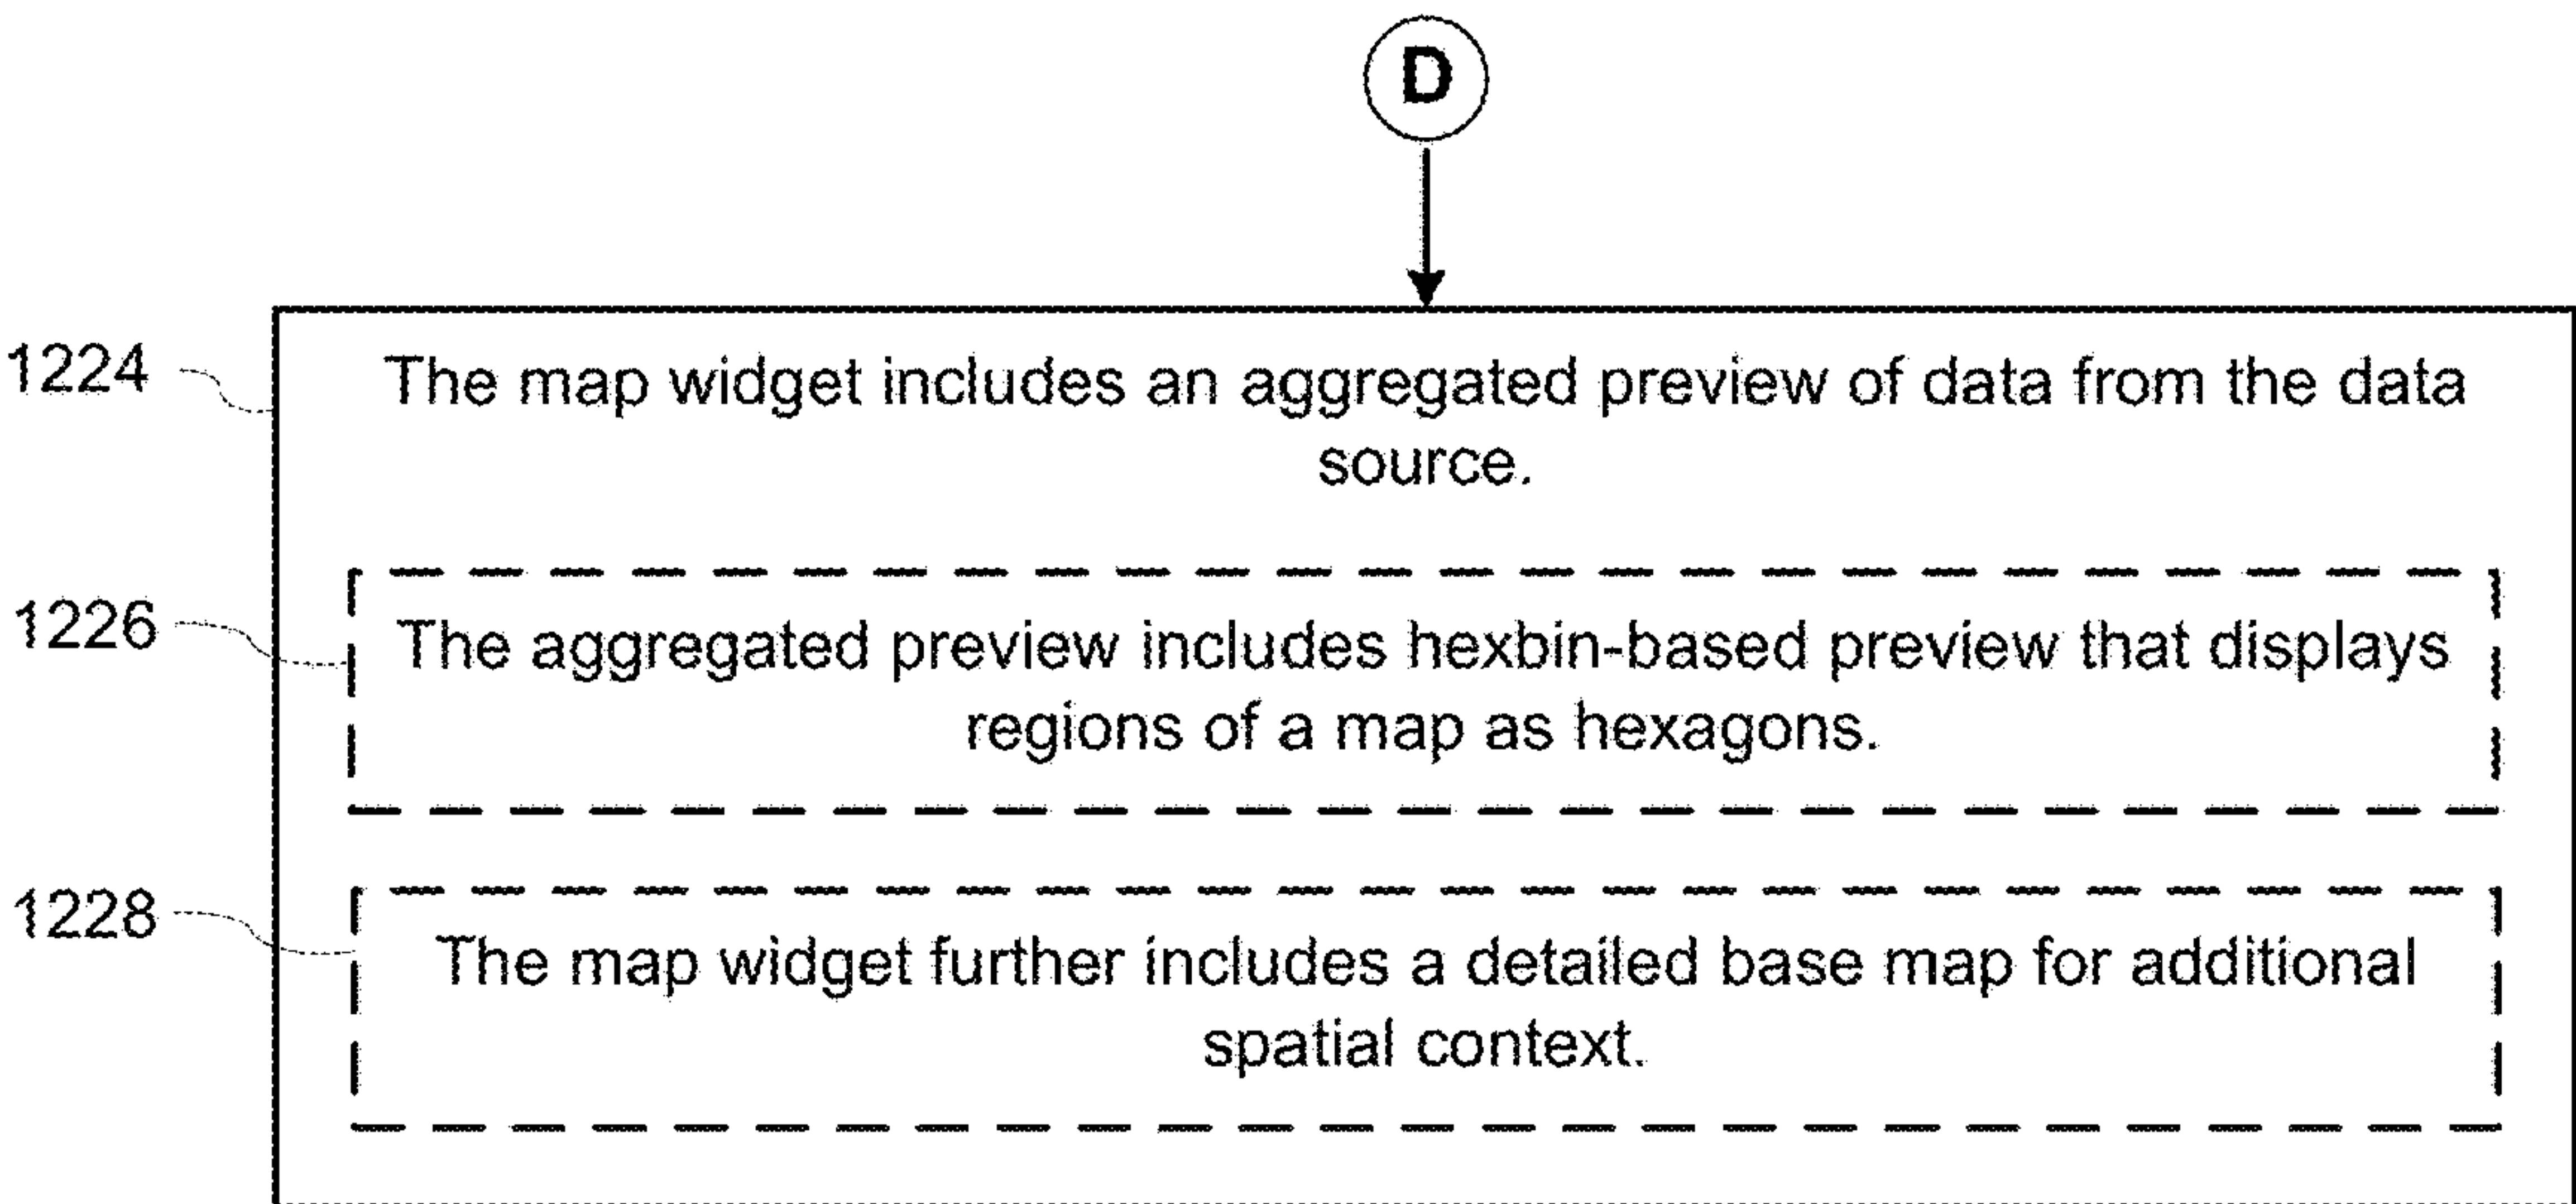 D
1224
The map widget includes an aggregated preview of data from the data
source.
1226
The aggregated preview includes hexbin-based preview that displays
regions of a map as hexagons.
1228
The map widget further includes a detailed base map for additional
spatial context.